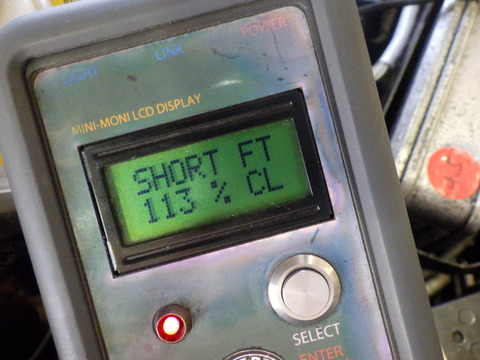 LIGHT LINK POWER
MINI-MONI LCD DISPLAY
SHORT FT
113 % CL
SELECT
ENTER